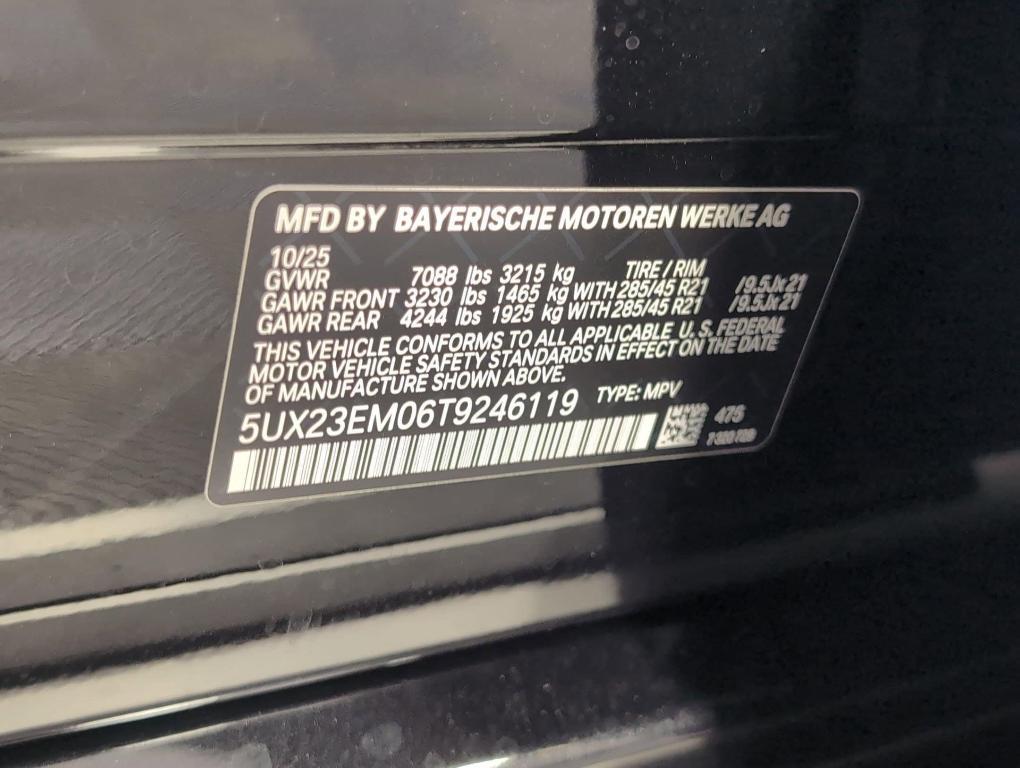 MFD BY BAYERISCHE MOTOREN WERKE AG
10/25
GVWR 7088 lbs 3215 kg TIRE / RIM
GAWR FRONT 3230 lbs 1465 kg WITH 285/45 R21 /9.5Jx21
GAWR REAR 4244 lbs 1925 kg WITH 285/45 R21 /9.5Jx21
THIS VEHICLE CONFORMS TO ALL APPLICABLE U.S. FEDERAL
MOTOR VEHICLE SAFETY STANDARDS IN EFFECT ON THE DATE
OF MANUFACTURE SHOWN ABOVE.
5UX23EM06T9246119 TYPE: MPV
475